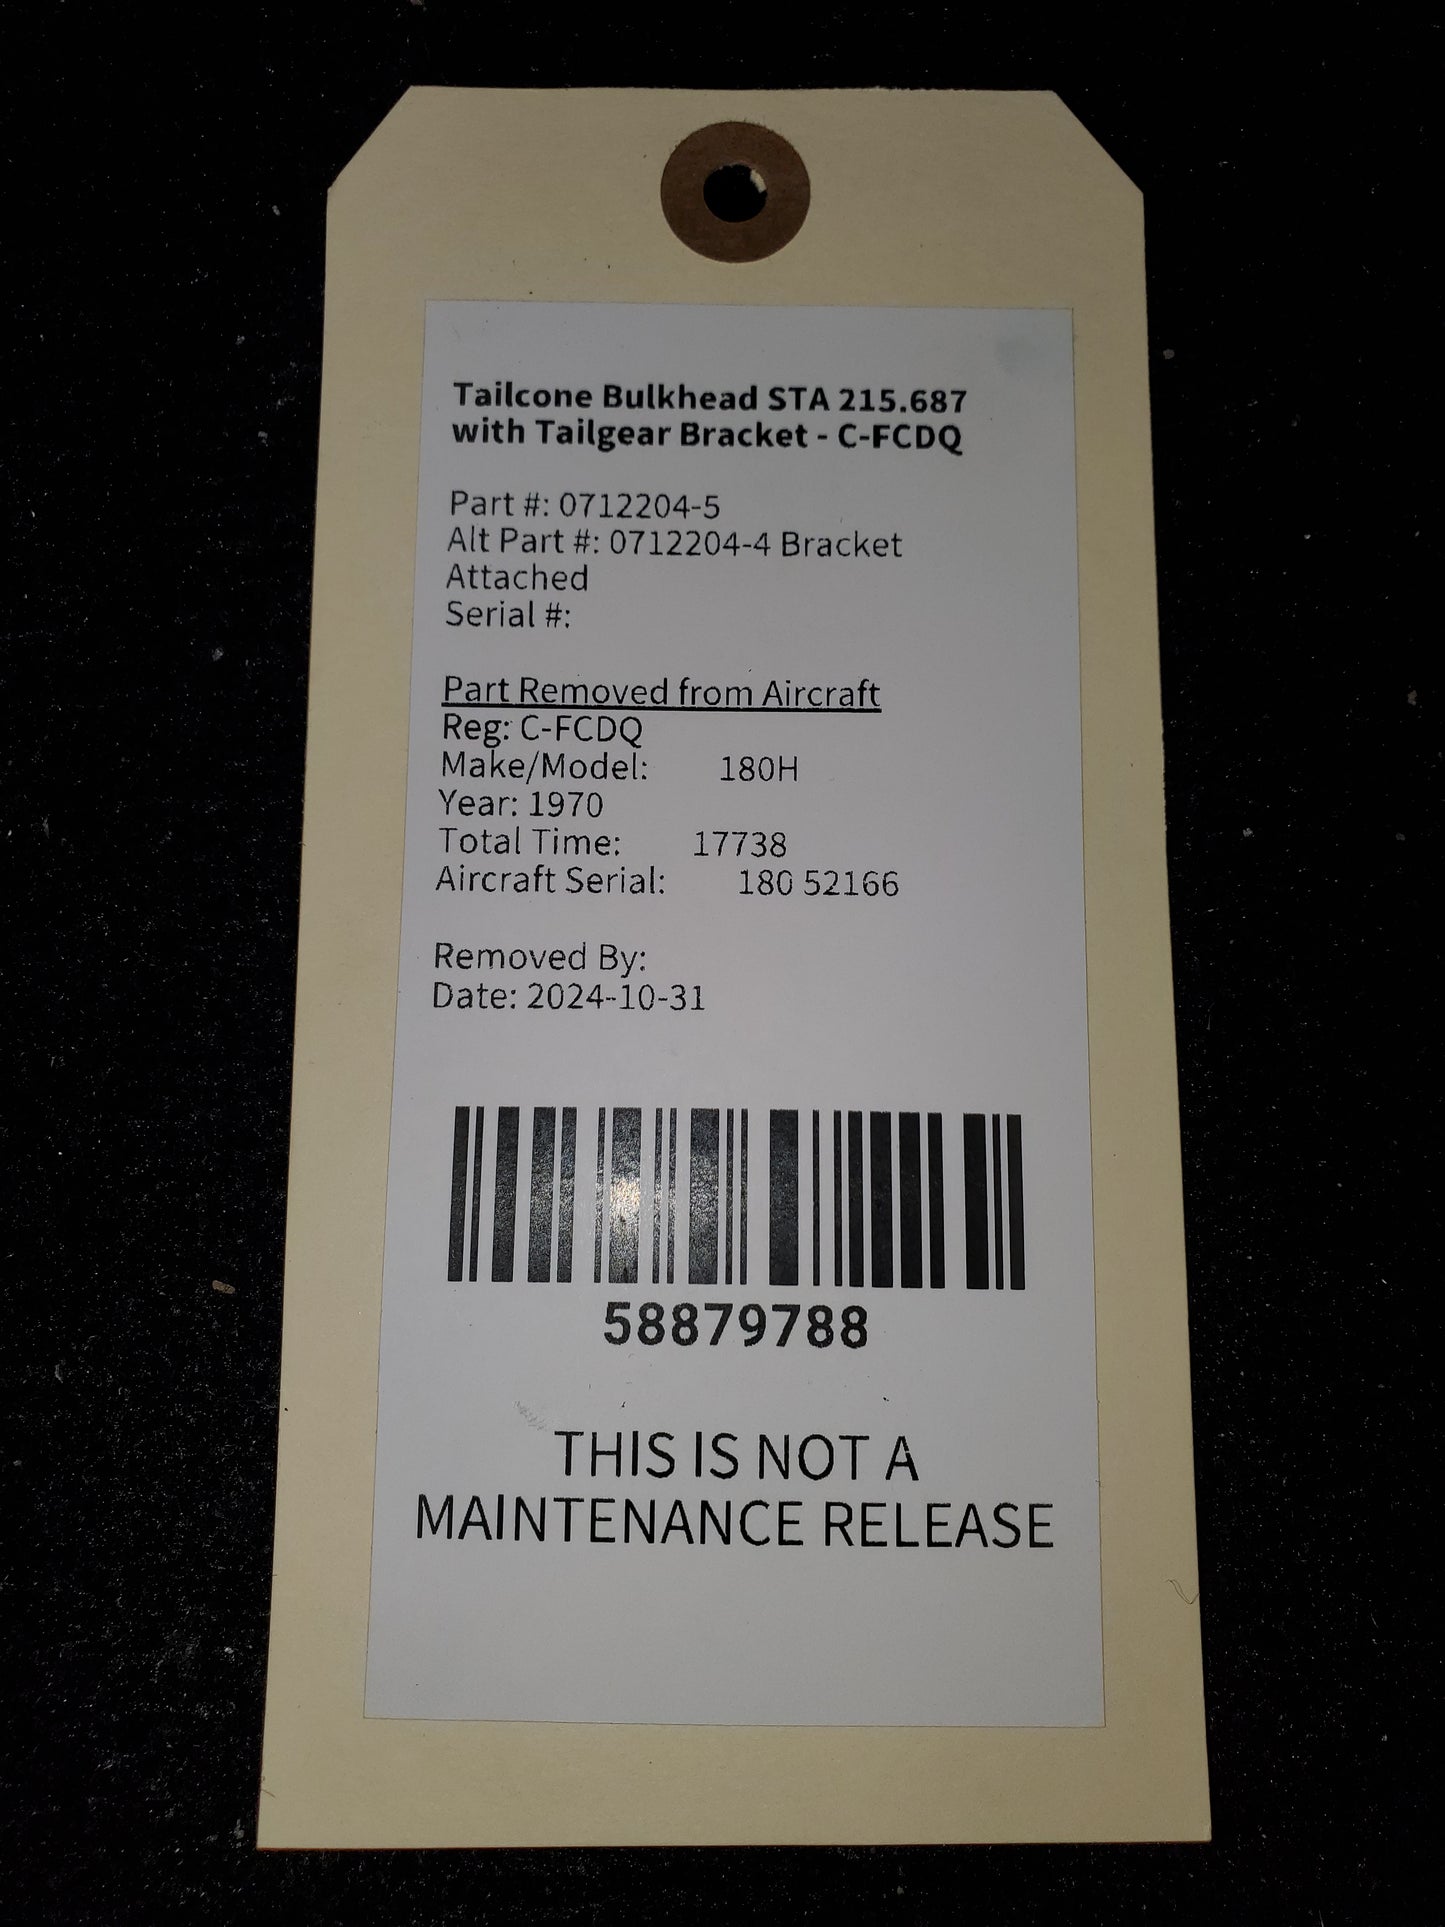 Tailcone Bulkhead STA 215.687
with Tailgear Bracket - C-FCDQ
Part #: 0712204-5
Alt Part #: 0712204-4 Bracket
Attached
Serial #:
Part Removed from Aircraft
Reg: C-FCDQ
Make/Model: 180H
Year: 1970
Total Time: 17738
Aircraft Serial: 180 52166
Removed By:
Date: 2024-10-31
58879788
THIS IS NOT A
MAINTENANCE RELEASE